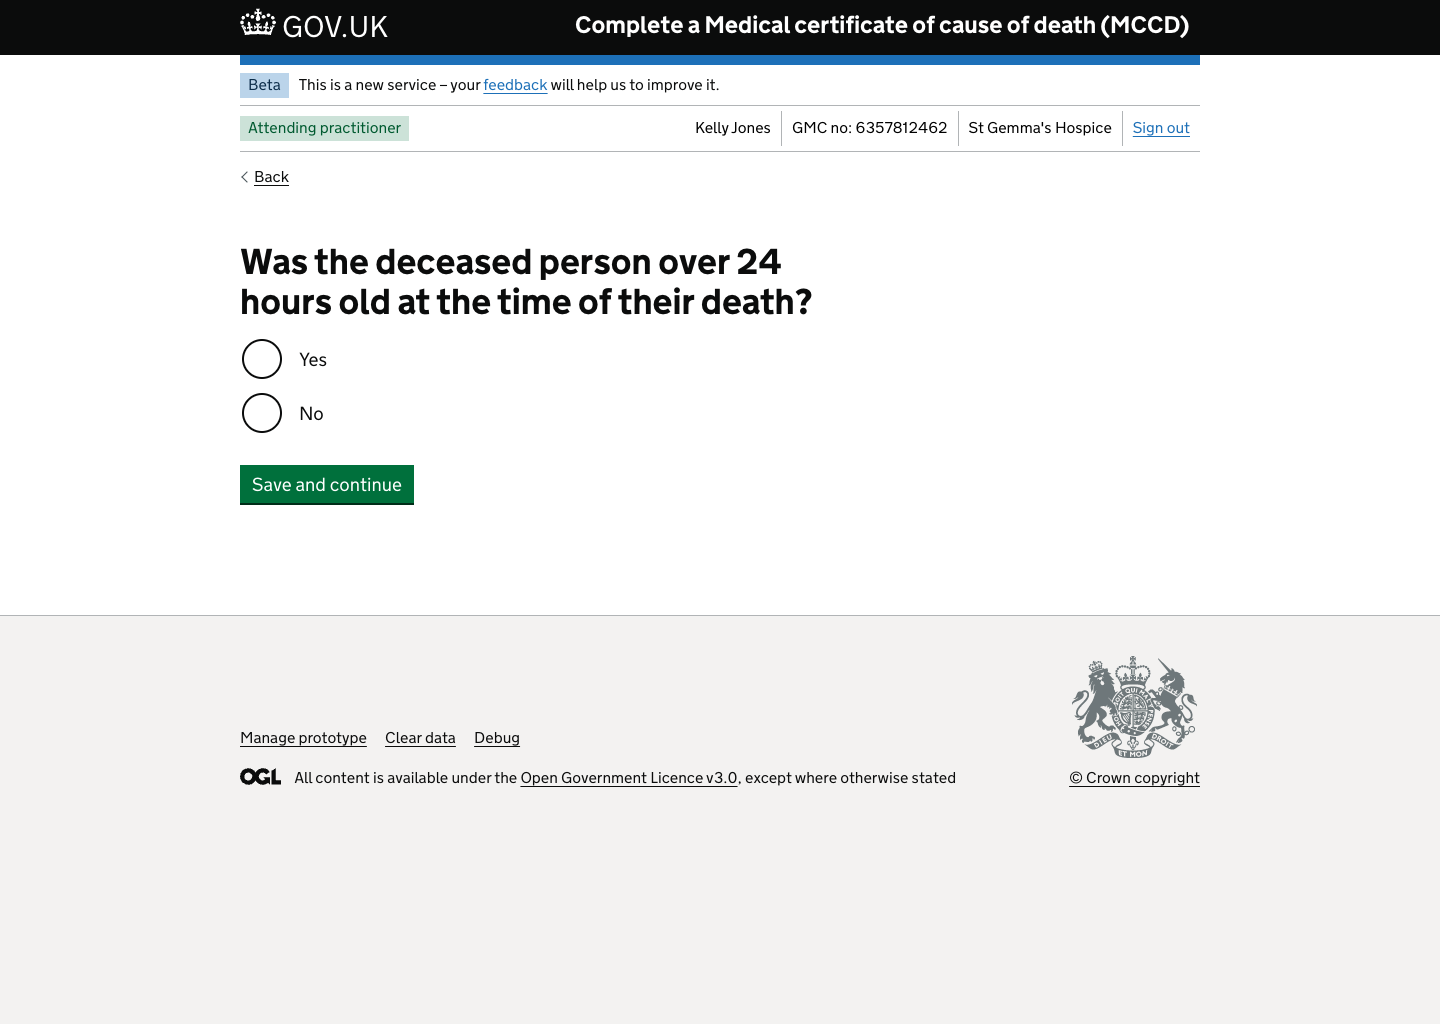 GOV.UK
Complete a Medical certificate of cause of death (MCCD)
Beta
This is a new service – your feedback will help us to improve it.
Attending practitioner
Kelly Jones
GMC no: 6357812462
St Gemma's Hospice
Sign out
Back
Was the deceased person over 24
hours old at the time of their death?
Yes
No
Save and continue
Manage prototype
Clear data
Debug
OGL
All content is available under the Open Government Licence v3.0, except where otherwise stated
DIEU ET MON DROIT
© Crown copyright